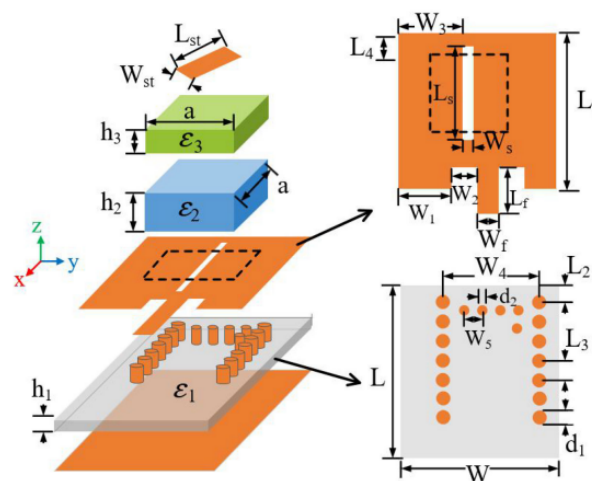 L_st
W_st
a
h_3
ε_3
a
h_2
ε_2
z
y
x
h_1
ε_1
W_3
L_4
L_s
L
W_s
W_1
W_2
L_f
W_f
W_4
L_2
d_2
W_5
L_3
L
d_1
W